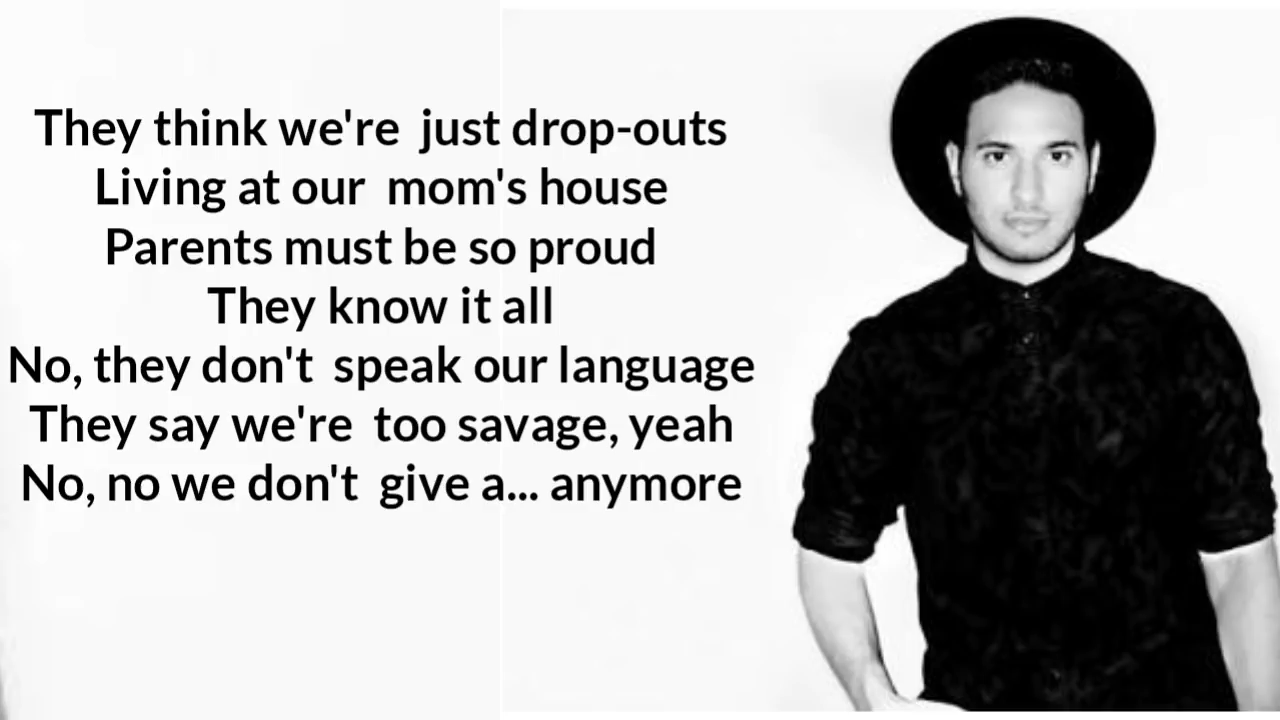 They think we're just drop-outs
Living at our mom's house
Parents must be so proud
They know it all
No, they don't speak our language
They say we're too savage, yeah
No, no we don't give a... anymore